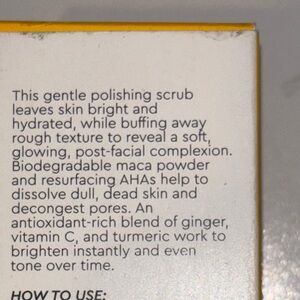 This gentle polishing scrub
leaves skin bright and
hydrated, while buffing away
rough texture to reveal a soft,
glowing, post-facial complexion.
Biodegradable maca powder
and resurfacing AHAs help to
dissolve dull, dead skin and
decongest pores. An
antioxidant-rich blend of ginger,
vitamin C, and turmeric work to
brighten instantly and even
tone over time.
HOW TO USE: